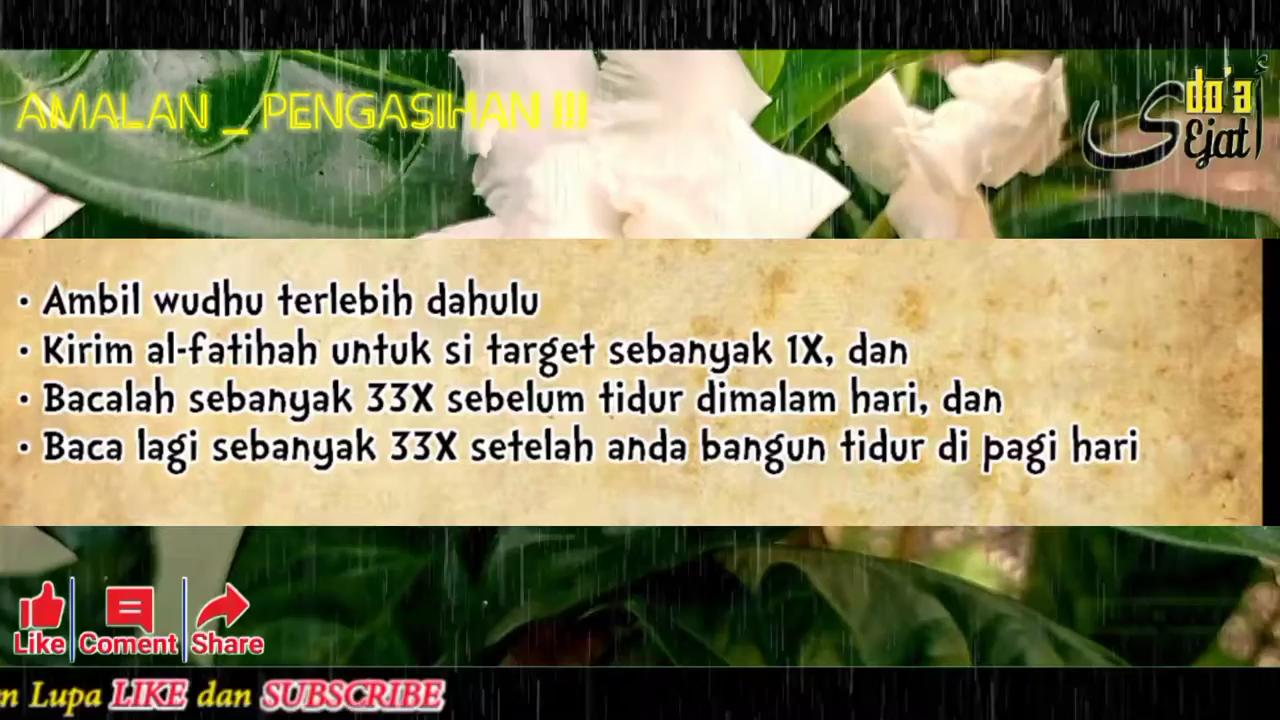 AMALAN _ PENGASIHAN !!!
do'a
Ejati
• Ambil wudhu terlebih dahulu
• Kirim al-fatihah untuk si target sebanyak 1X, dan
• Bacalah sebanyak 33X sebelum tidur dimalam hari, dan
• Baca lagi sebanyak 33X setelah anda bangun tidur di pagi hari
Like Coment Share
n Lupa LIKE dan SUBSCRIBE